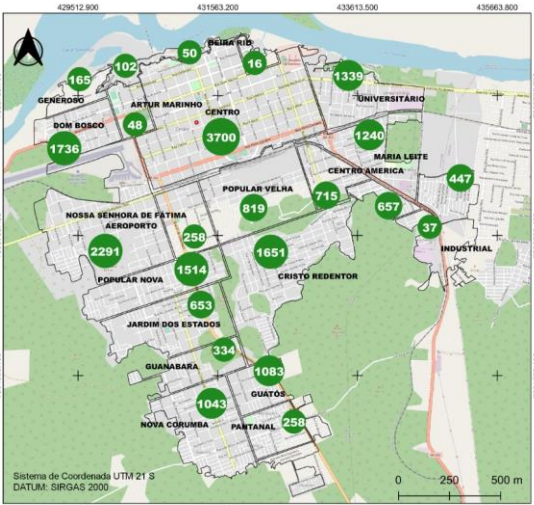 429512.900 431563.200 433613.500 435663.800
BEIRA RIO
50
102
16
165
1339
GENEROSO
ARTUR MARINHO
UNIVERSITÁRIO
CENTRO
DOM BOSCO
48
3700
1240
1736
MARIA LEITE
CENTRO AMERICA
447
POPULAR VELHA
715
657
819
NOSSA SENHORA DE FÁTIMA
AEROPORTO
37
258
2291
1651
INDUSTRIAL
1514
CRISTO REDENTOR
POPULAR NOVA
653
JARDIM DOS ESTADOS
334
GUANABARA
1083
GUATÓS
1043
NOVA CORUMBA
PANTANAL
258
Sistema de Coordenada UTM 21 S
DATUM: SIRGAS 2000
0 250 500 m